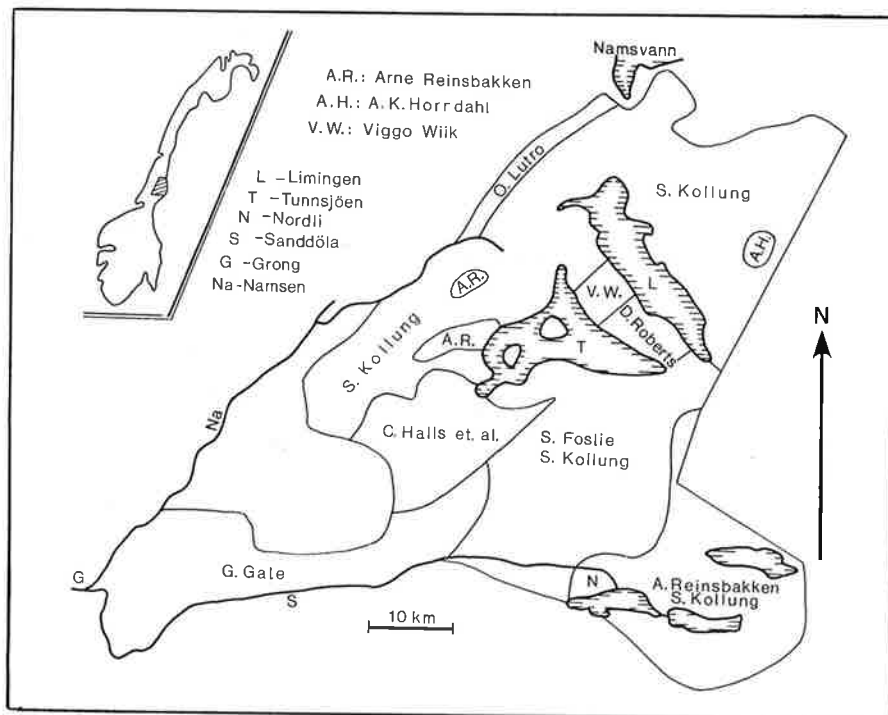 Namsvann
A.R.: Arne Reinsbakken
A.H.: A.K.Horrdahl
V.W.: Viggo Wiik
L -Limingen
T -Tunnsjöen
N -Nordli
S -Sanddöla
G -Grong
Na-Namsen
O. Lutro
S. Kollung
A.H.
A.R.
V.W.
L
D. Roberts
N
S. Kollung
A.R.
T
Na
C. Halls et. al.
S. Foslie
S. Kollung
G
G. Gale
S
N
A. Reinsbakken
S. Kollung
10 km